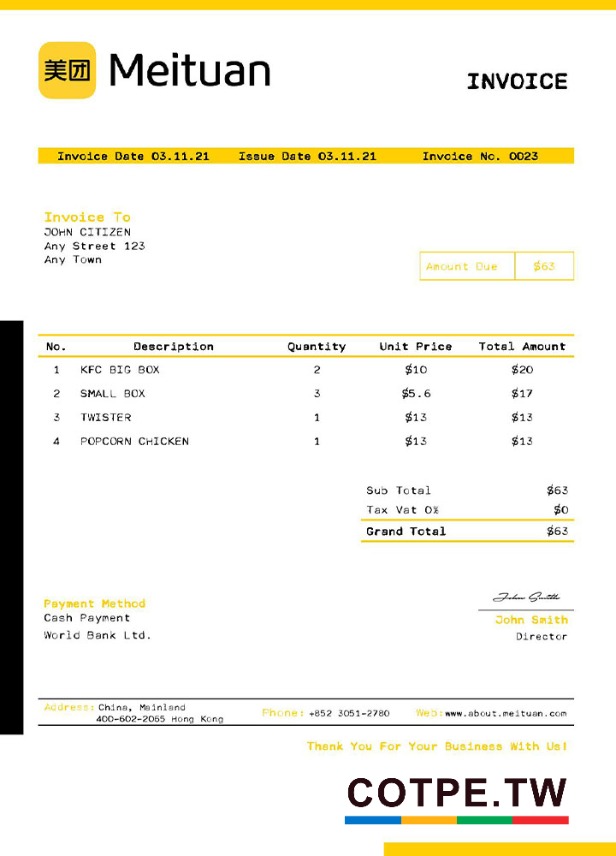 美团 Meituan
INVOICE
Invoice Date 03.11.21 Issue Date 03.11.21 Invoice No. 0023
Invoice To
JOHN CITIZEN
Any Street 123
Any Town
Amount Due $63
No. Description Quantity Unit Price Total Amount
1 KFC BIG BOX 2 $10 $20
2 SMALL BOX 3 $5.6 $17
3 TWISTER 1 $13 $13
4 POPCORN CHICKEN 1 $13 $13
Sub Total $63
Tax Vat 0% $0
Grand Total $63
John Smith
Payment Method
Cash Payment
World Bank Ltd.
John Smith
Director
Address: China, Mainland
400-602-2065 Hong Kong
Phone: +852 3051-2780
Web:www.about.meituan.com
Thank You For Your Business With Us!
COTPE.TW